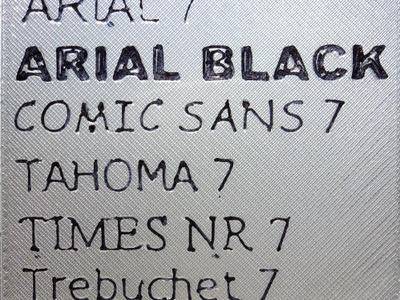 ARIAL 7
ARIAL BLACK
COMIC SANS 7
TAHOMA 7
TIMES NR 7
Trebuchet 7